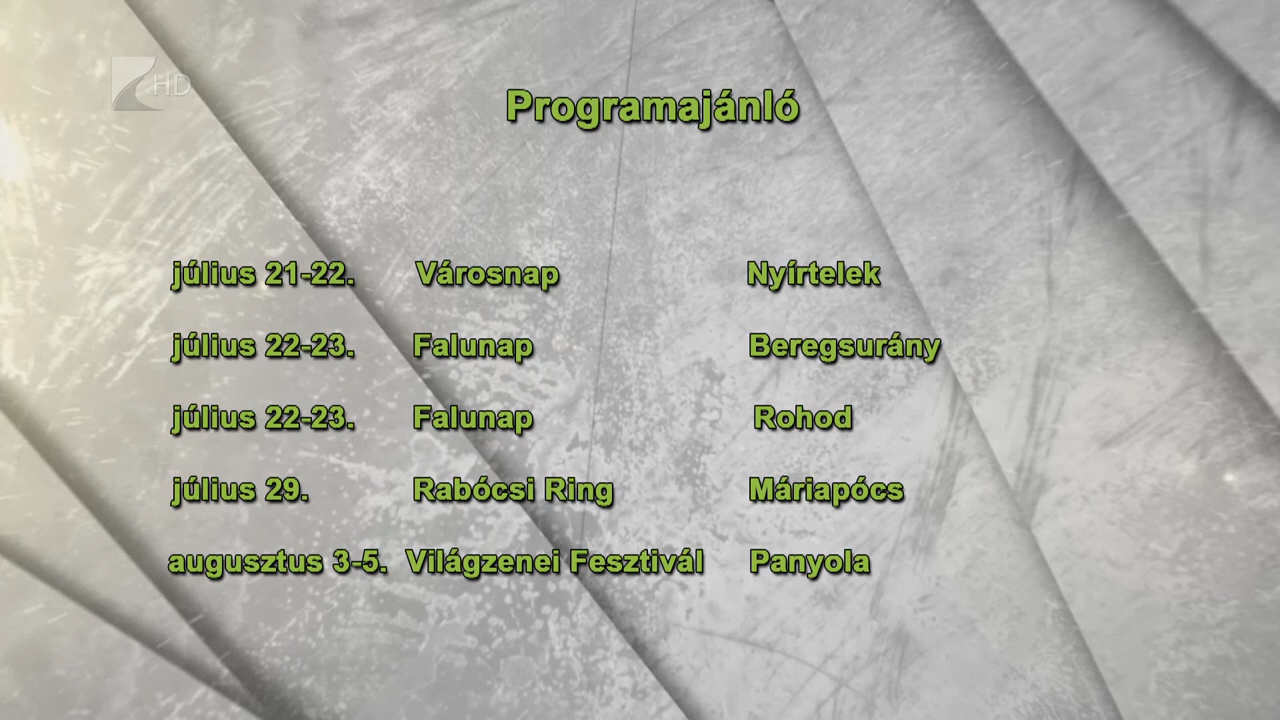 HD
Programajánló
július 21-22. Városnap Nyírtelek
július 22-23. Falunap Beregsurány
július 22-23. Falunap Rohod
július 29. Rabócsi Ring Máriapócs
augusztus 3-5. Világzenei Fesztivál Panyola